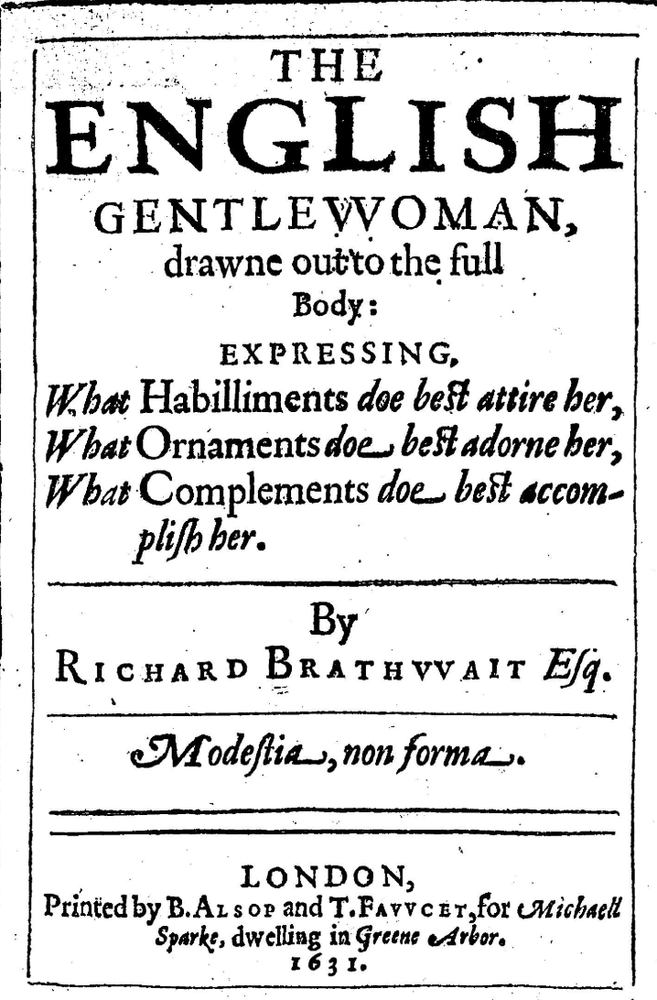 THE
ENGLISH
GENTLEVVOMAN,
drawne out to the full
Body:
EXPRESSING,
What Habilliments doe beſt attire her,
What Ornaments doe beſt adorne her,
What Complements doe beſt accom-
pliſh her.
By
RICHARD BRATHVVAIT Eſq.
Modeſtia, non forma.
LONDON,
Printed by B. ALSOP and T. FAVVCET, for Michaell
Sparke, dwelling in Greene Arbor.
1631.